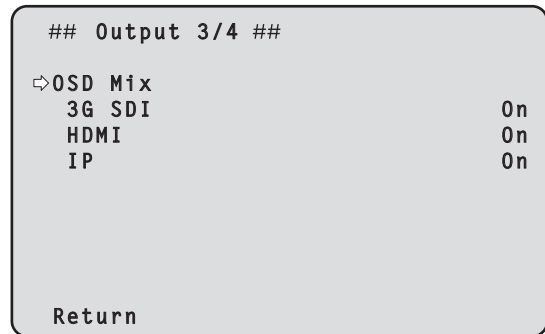 ## Output 3/4 ##
⇨OSD Mix
3G SDI On
HDMI On
IP On
Return